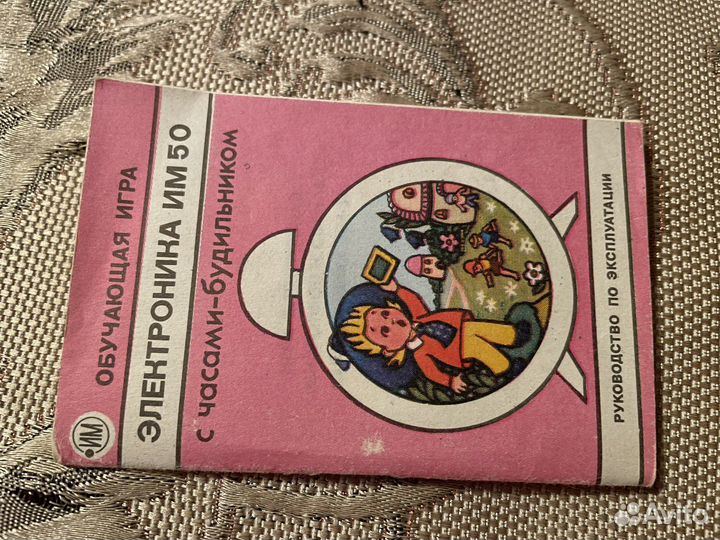 ИМ
ОБУЧАЮЩАЯ ИГРА
ЭЛЕКТРОНИКА ИМ 50
с часами-будильником
РУКОВОДСТВО ПО ЭКСПЛУАТАЦИИ
Avito